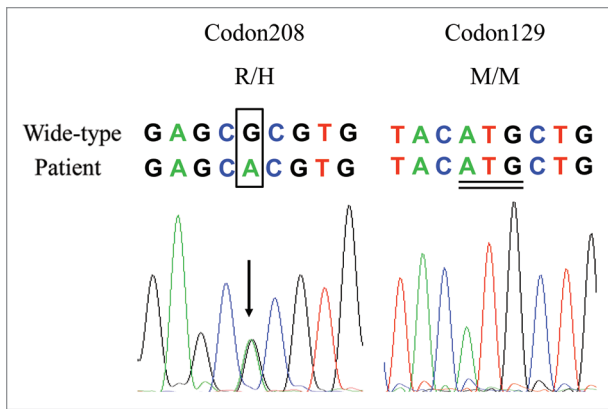 Codon208 Codon129
R/H M/M
Wide-type GAGCGCGTG TACATGCTG
Patient GAGCACGTG TACATGCTG